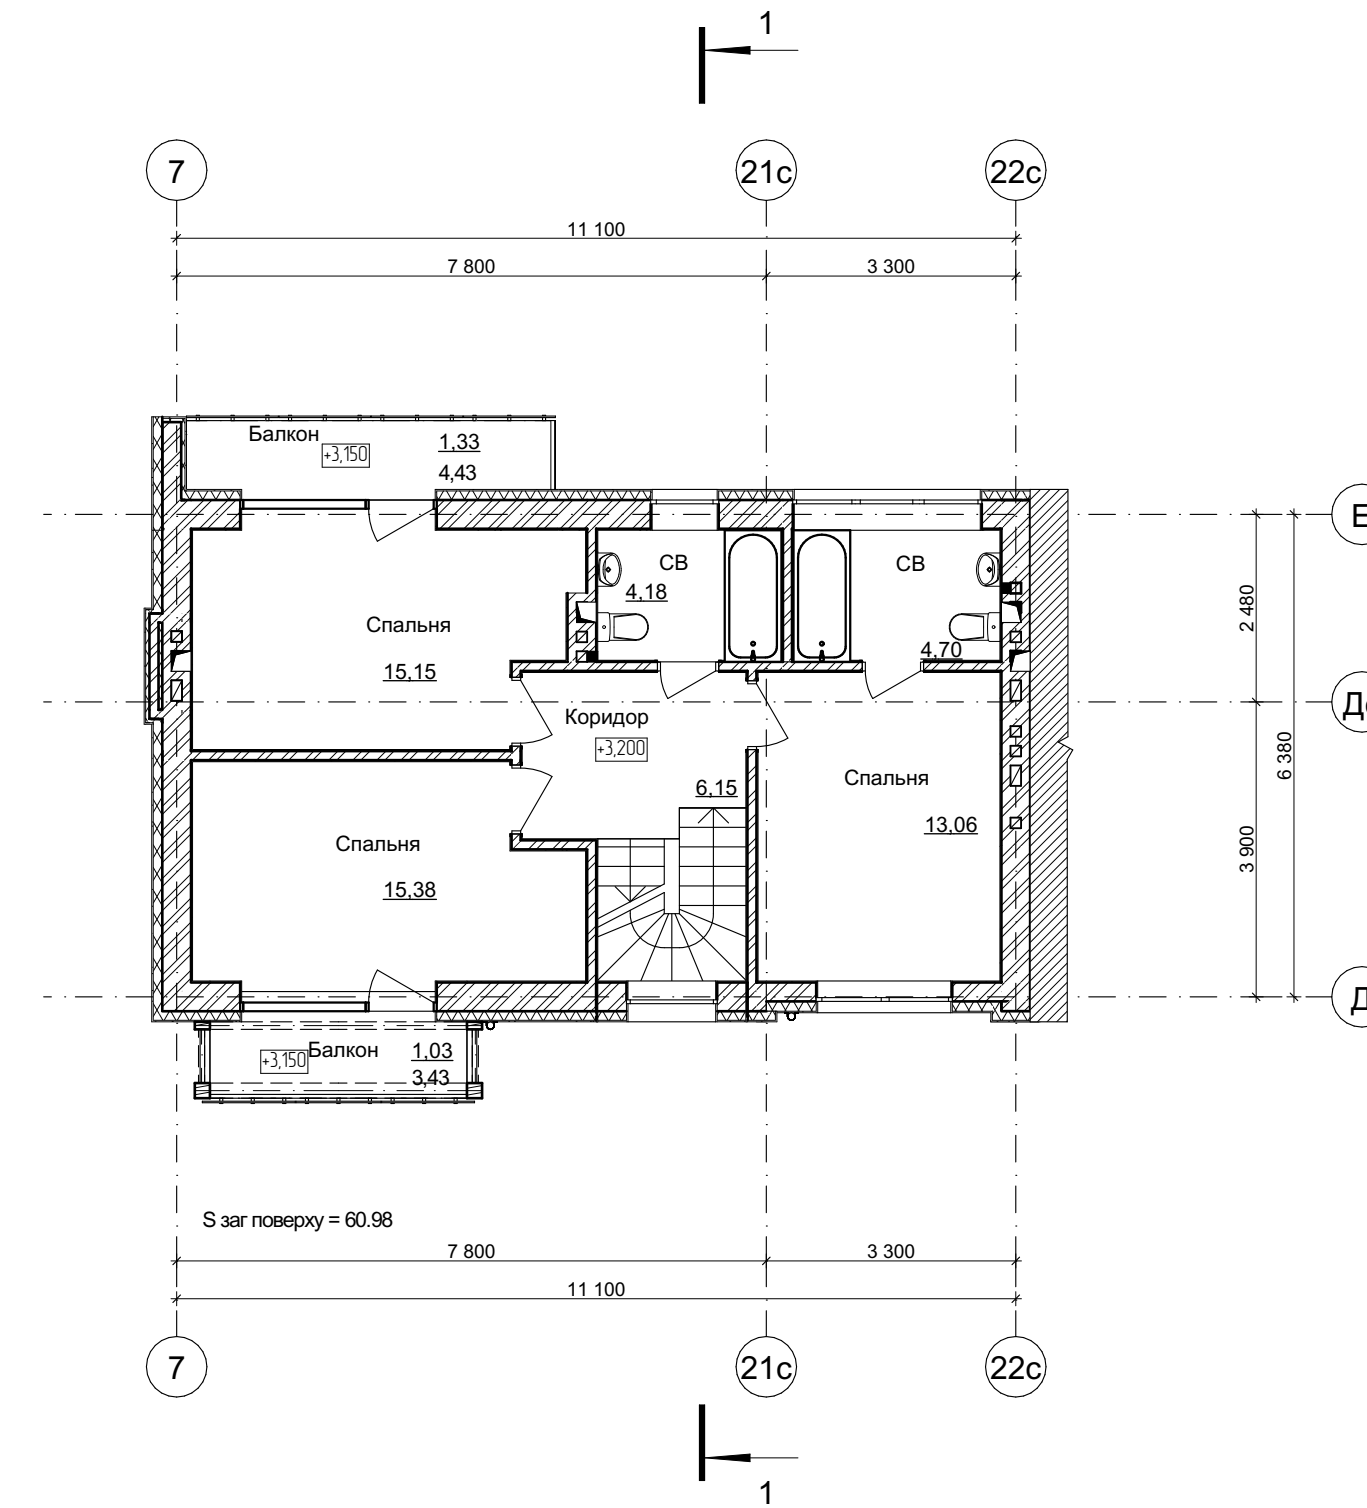 1
7
21с
22с
11 100
7 800
3 300
Балкон
+3,150
1,33
4,43
СВ
4,18
СВ
4,70
Спальня
15,15
Коридор
+3,200
6,15
Спальня
13,06
Спальня
15,38
+3,150
Балкон
1,03
3,43
2 480
3 900
6 380
S заг поверху = 60.98
7 800
3 300
11 100
7
21с
22с
1